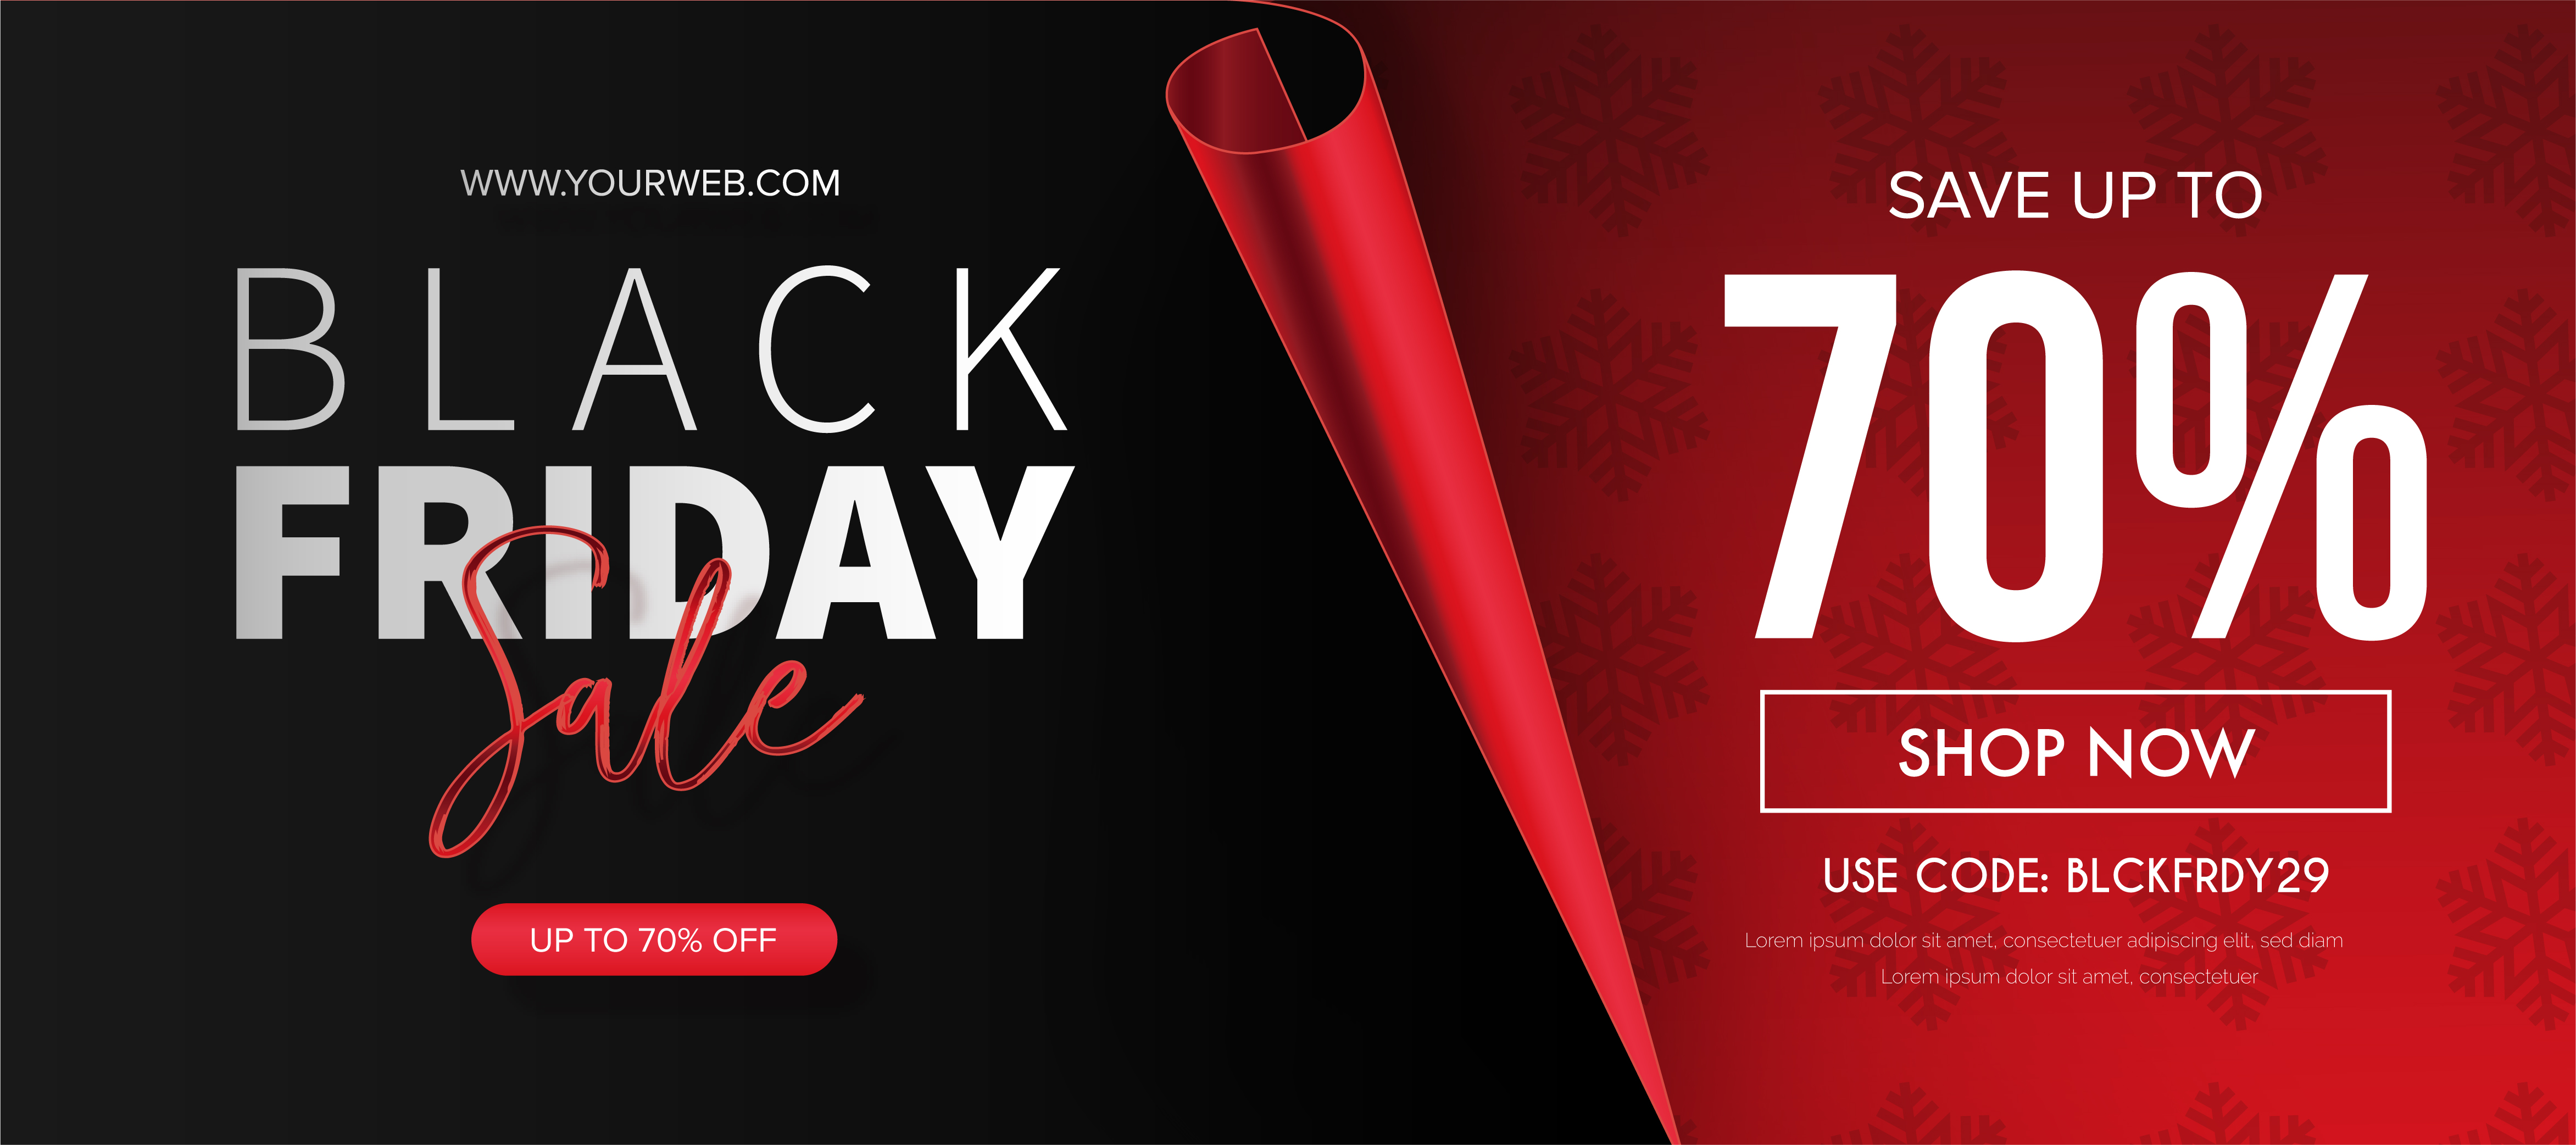 WWW.YOURWEB.COM
BLACK
FRIDAY
Sale
UP TO 70% OFF
SAVE UP TO
70%
SHOP NOW
USE CODE: BLCKFRDY29
Lorem ipsum dolor sit amet, consectetuer adipiscing elit, sed diam
Lorem ipsum dolor sit amet, consectetuer